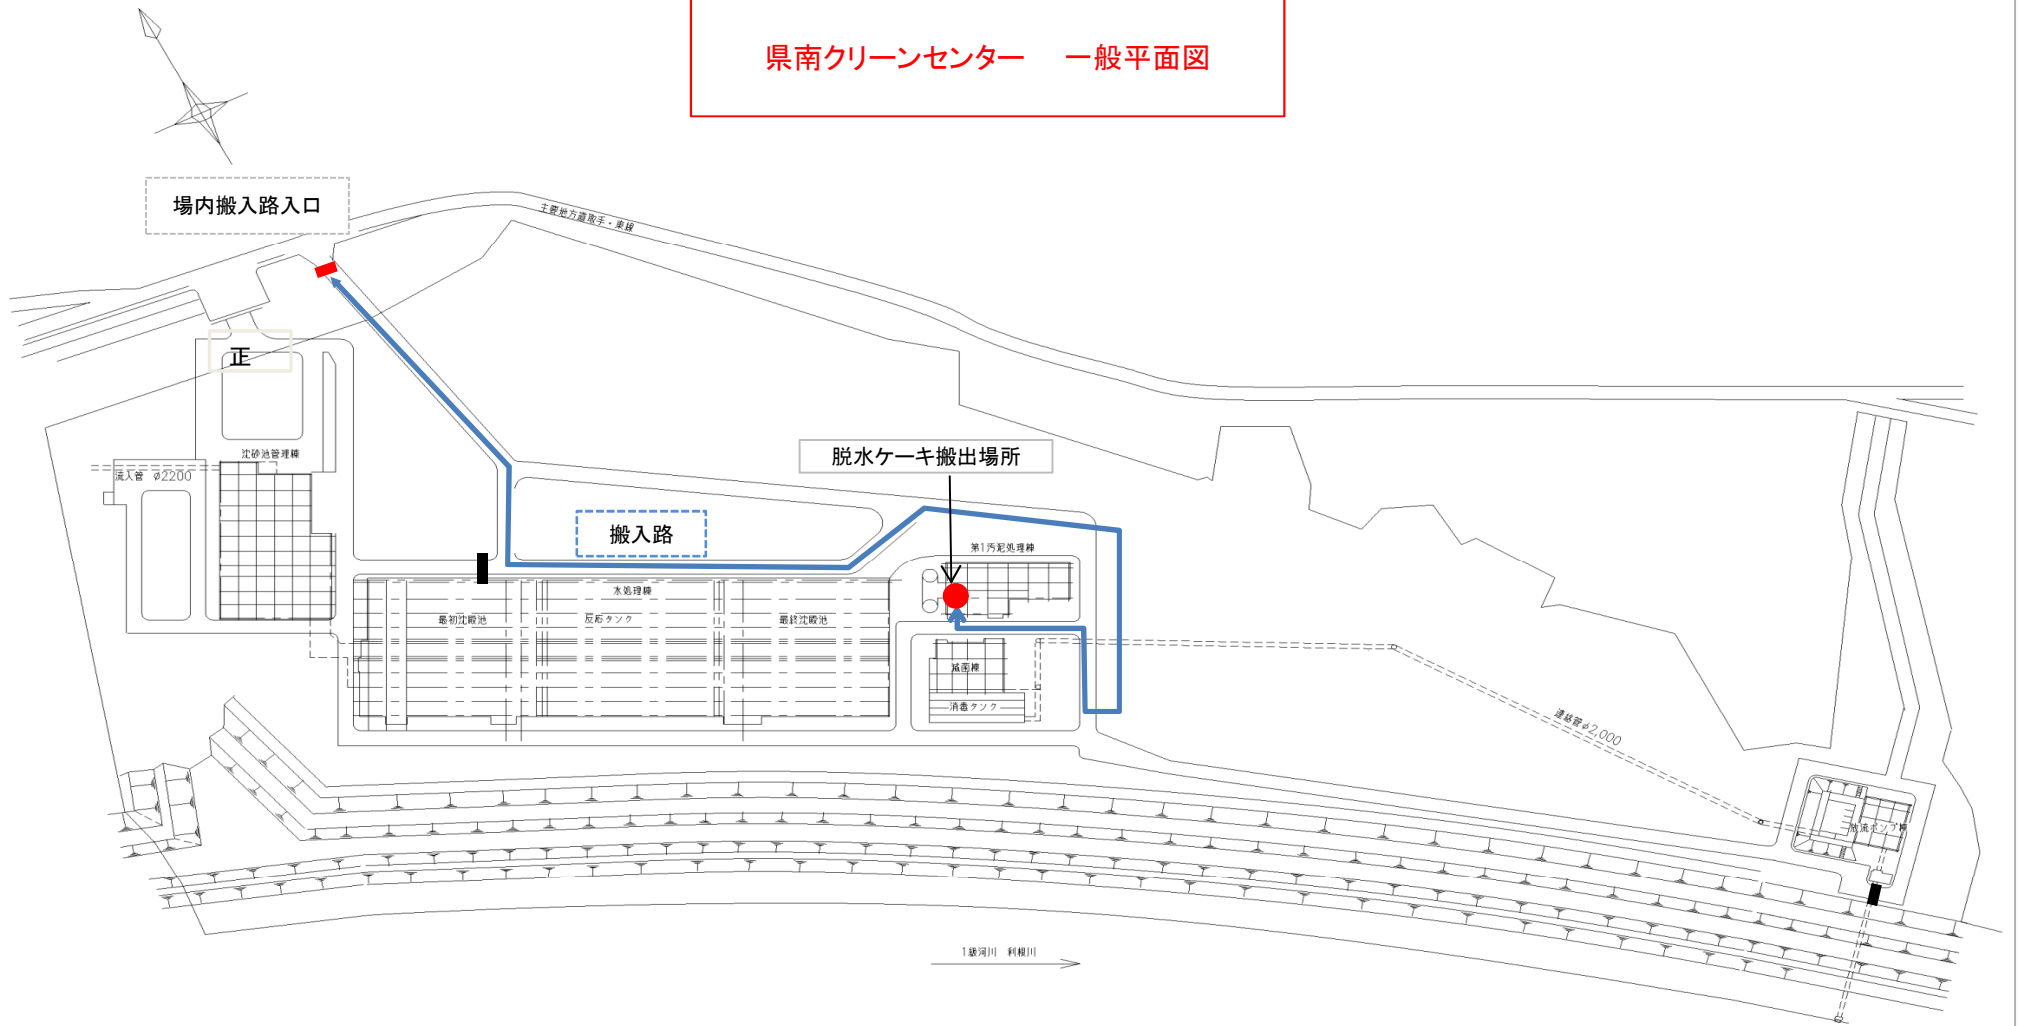 県南クリーンセンター 一般平面図
場内搬入路入口
主要地方道取手・東線
正
沈砂池管理棟
流入管 φ2200
脱水ケーキ搬出場所
搬入路
第1汚泥処理棟
水処理棟
最初沈殿池
反応タンク
最終沈殿池
滅菌棟
消毒タンク
連絡管φ2,000
放流ポンプ棟
1級河川 利根川